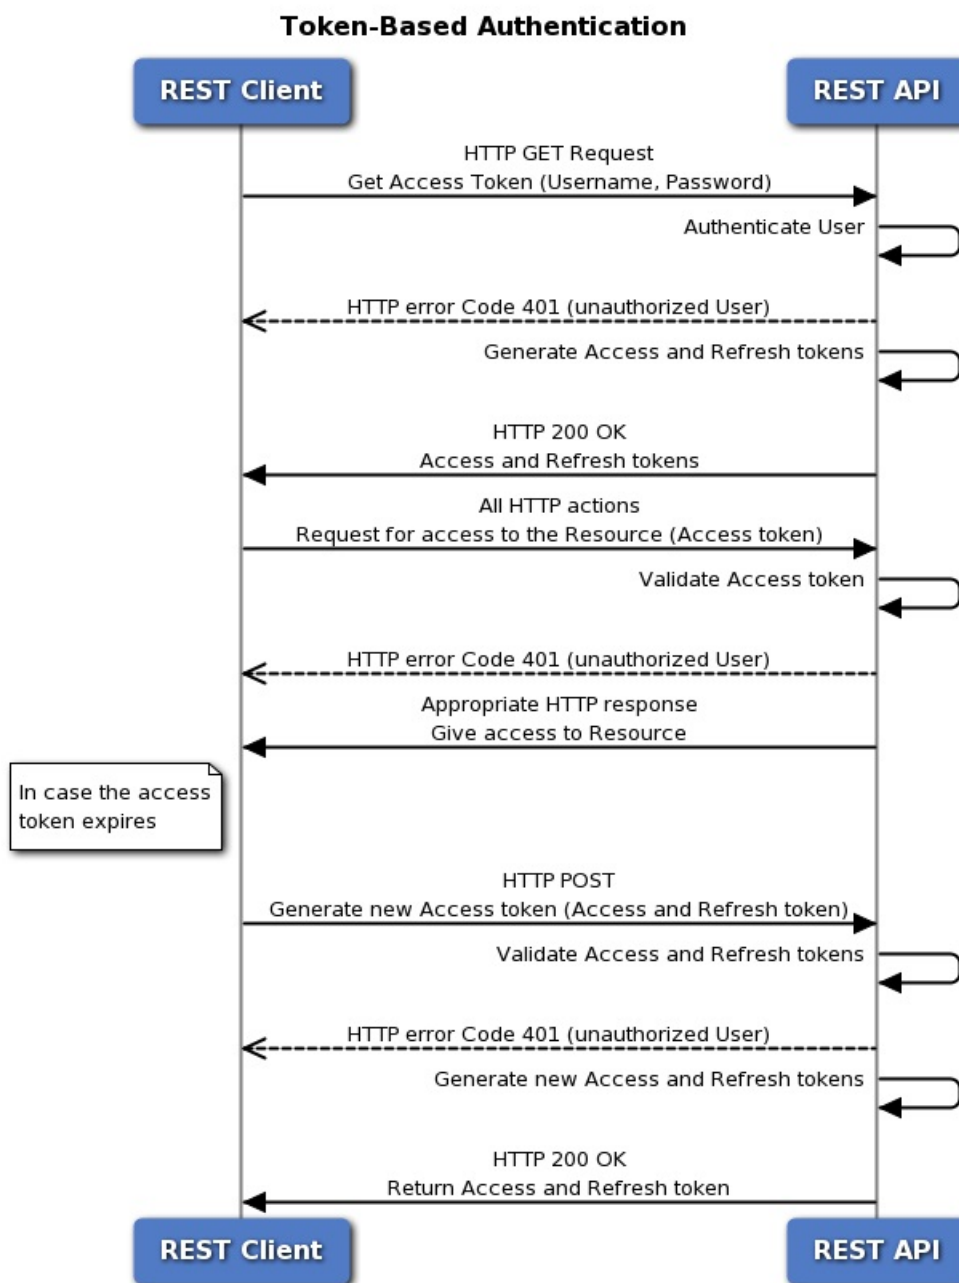 Token-Based Authentication
REST Client
REST API
HTTP GET Request
Get Access Token (Username, Password)
Authenticate User
HTTP error Code 401 (unauthorized User)
Generate Access and Refresh tokens
HTTP 200 OK
Access and Refresh tokens
All HTTP actions
Request for access to the Resource (Access token)
Validate Access token
HTTP error Code 401 (unauthorized User)
Appropriate HTTP response
Give access to Resource
In case the access
token expires
HTTP POST
Generate new Access token (Access and Refresh token)
Validate Access and Refresh tokens
HTTP error Code 401 (unauthorized User)
Generate new Access and Refresh tokens
HTTP 200 OK
Return Access and Refresh token
REST Client
REST API